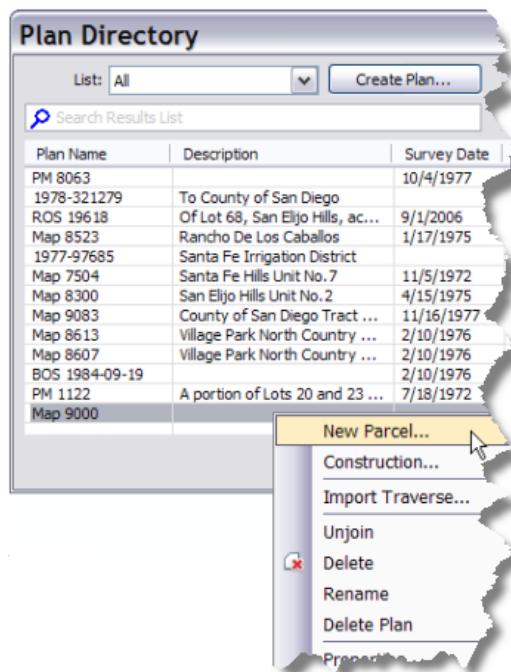 Plan Directory
List: All Create Plan...
Search Results List
Plan Name Description Survey Date
PM 8063 10/4/1977
1978-321279 To County of San Diego
ROS 19618 Of Lot 68, San Elijo Hills, ac... 9/1/2006
Map 8523 Rancho De Los Caballos 1/17/1975
1977-97685 Santa Fe Irrigation District
Map 7504 Santa Fe Hills Unit No.7 11/5/1972
Map 8300 San Elijo Hills Unit No.2 4/15/1975
Map 9083 County of San Diego Tract ... 11/16/1977
Map 8613 Village Park North Country ... 2/10/1976
Map 8607 Village Park North Country ... 2/10/1976
BOS 1984-09-19 2/10/1976
PM 1122 A portion of Lots 20 and 23 ... 7/18/1972
Map 9000
New Parcel...
Construction...
Import Traverse...
Unjoin
Delete
Rename
Delete Plan